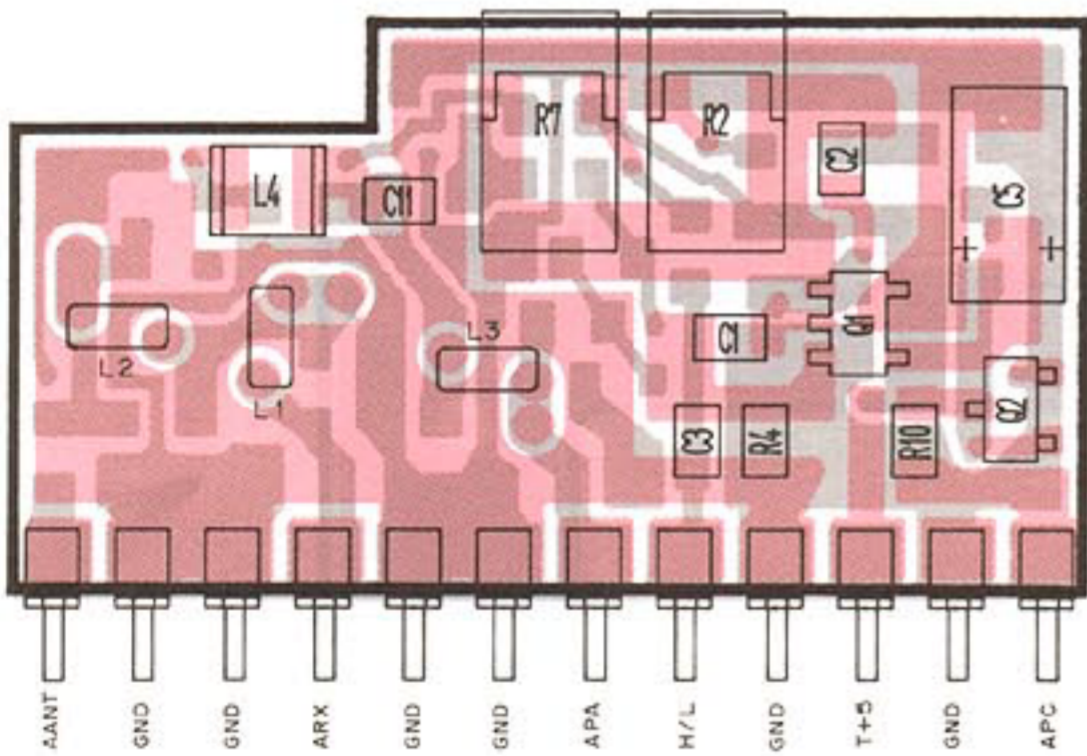 R7
R2
C2
L4
C11
C5
L2
L1
L3
C1
Q1
C3
R4
R10
Q2
AANT
GND
GND
ARX
GND
GND
APA
H/L
GND
T+5
GND
APC